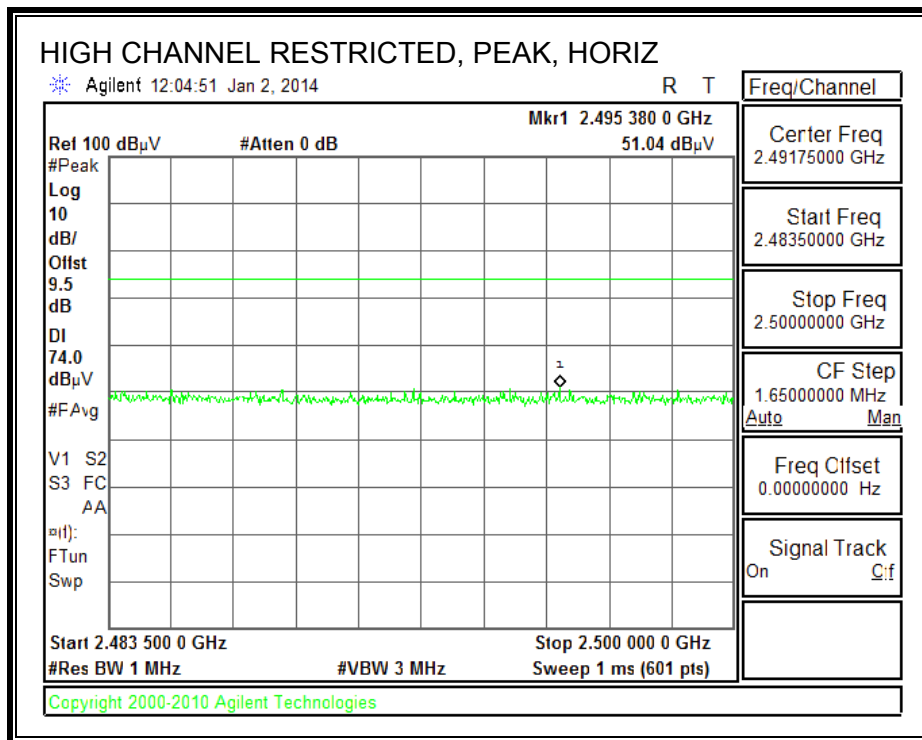 HIGH CHANNEL RESTRICTED, PEAK, HORIZ
Agilent 12:04:51 Jan 2, 2014 R T
Mkr1 2.495 380 0 GHz
Ref 100 dBµV #Atten 0 dB 51.04 dBµV
#Peak
Log
10
dB/
Offst
9.5
dB
DI
74.0
dBµV
#FAvg
V1 S2
S3 FC
AA
¤(f):
FTun
Swp
1
Start 2.483 500 0 GHz Stop 2.500 000 0 GHz
#Res BW 1 MHz #VBW 3 MHz Sweep 1 ms (601 pts)
Copyright 2000-2010 Agilent Technologies
Freq/Channel
Center Freq
2.49175000 GHz
Start Freq
2.48350000 GHz
Stop Freq
2.50000000 GHz
CF Step
1.65000000 MHz
Auto Man
Freq Offset
0.00000000 Hz
Signal Track
On Off